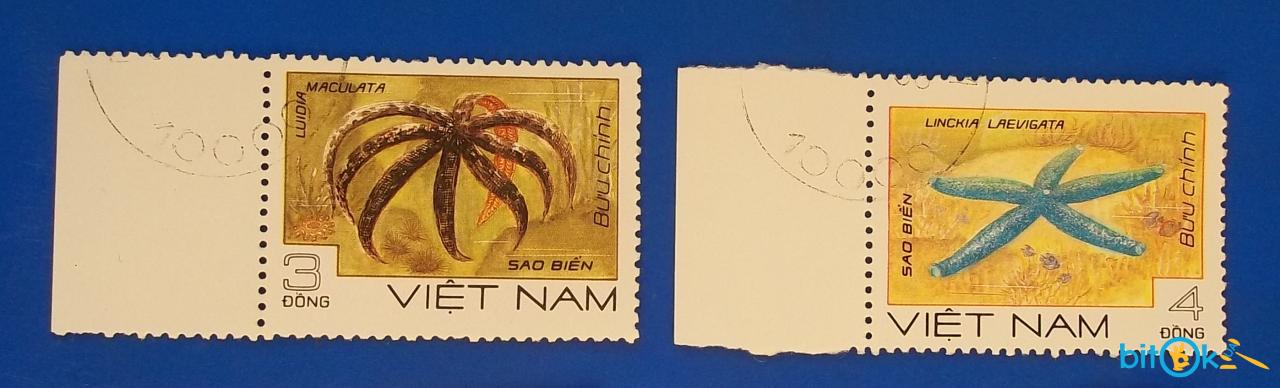 LUIDIA MACULATA
BƯU CHÍNH
SAO BIỂN
3
ĐỒNG
VIỆT NAM
1000
LINCKIA LAEVIGATA
SAO BIỂN
BƯU CHÍNH
VIỆT NAM
4
ĐỒNG
bitok